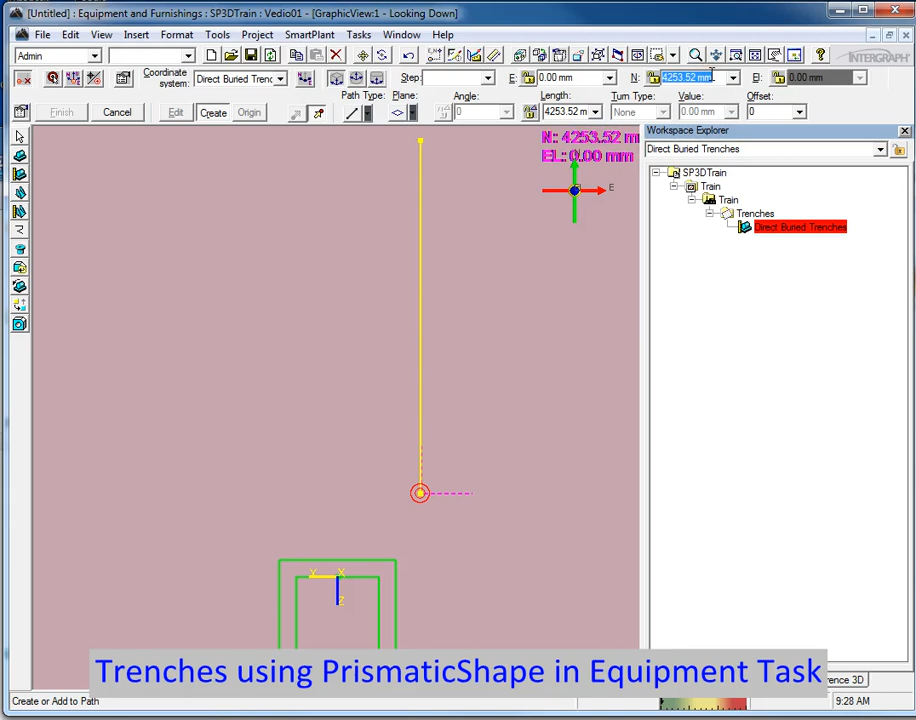 [Untitled] : Equipment and Furnishings : SP3DTrain : Vedio01 - [GraphicView:1 - Looking Down]
File Edit View Insert Format Tools Project SmartPlant Tasks Window Help
Admin
INTERGRAPH
Coordinate system: Direct Buried Trenc Step: E: 0.00 mm N: 4253.52 mm El: 0.00 mm
Path Type: Plane: Angle: Length: Turn Type: Value: Offset:
Finish Cancel Edit Create Origin 0 4253.52 m None 0.00 mm 0
N: 4253.52 m
EL: 0.00 mm
E
Workspace Explorer
Direct Buried Trenches
SP3DTrain
Train
Train
Trenches
Direct Buried Trenches
Y X
Z
Trenches using PrismaticShape in Equipment Task
rence 3D
Create or Add to Path
9:28 AM